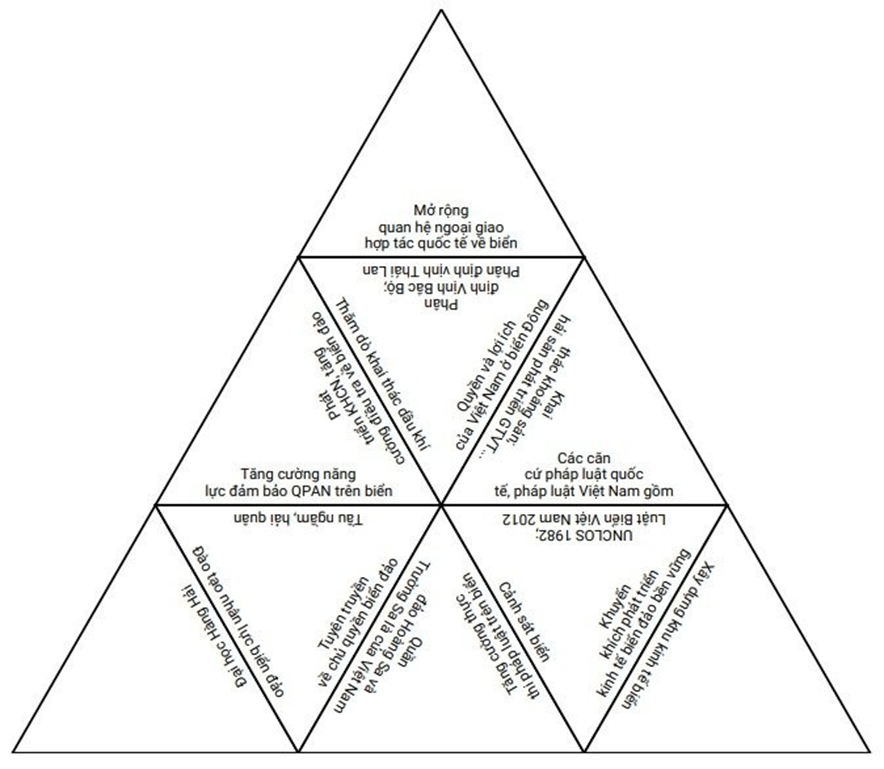 Mở rộng
quan hệ ngoại giao
hợp tác quốc tế về biển
Phân
định Vịnh Bắc Bộ;
Phân định vịnh Thái Lan
Thăm dò khai thác dầu khí
Phát
triển KHCN, tăng
cường điều tra về biển đảo
Quyền và lợi ích
của Việt Nam ở biển Đông
Khai
thác khoáng sản,
hải sản phát triển GTVT...
Tăng cường năng
lực đảm bảo QPAN trên biển
Tầu ngầm, hải quân
Các căn
cứ pháp luật quốc
tế, pháp luật Việt Nam gồm
UNCLOS 1982;
Luật Biển Việt Nam 2012
Đào tạo nhân lực biển đảo
Đại học Hàng Hải
Tuyên truyền
về chủ quyền biển đảo
Quần
đảo Hoàng Sa và
Trường Sa là của Việt Nam
Cảnh sát biển
Tăng cường thực
thi pháp luật trên biển
Khuyến
khích phát triển
kinh tế biển đảo bền vững
Xây dựng khu kinh tế biển